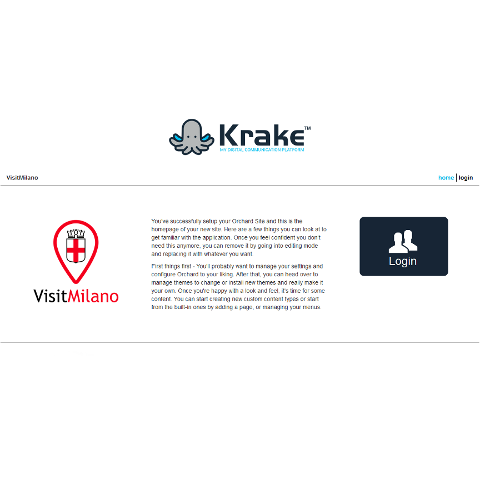 Krake™
THE DIGITAL COMMUNICATION PLATFORM
VisitMilano
home | login
You've successfully setup your Orchard Site and this is the
homepage of your new site. Here are a few things you can look at to
get familiar with the application. Once you feel confident you don't
need this anymore, you can remove it by going into editing mode
and replacing it with whatever you want.
First things first - You'll probably want to manage your settings and
configure Orchard to your liking. After that, you can head over to
manage themes to change or install new themes and really make it
your own. Once you're happy with a look and feel, it's time for some
content. You can start creating new custom content types or start
from the built-in ones by adding a page, or managing your menus.
VisitMilano
Login